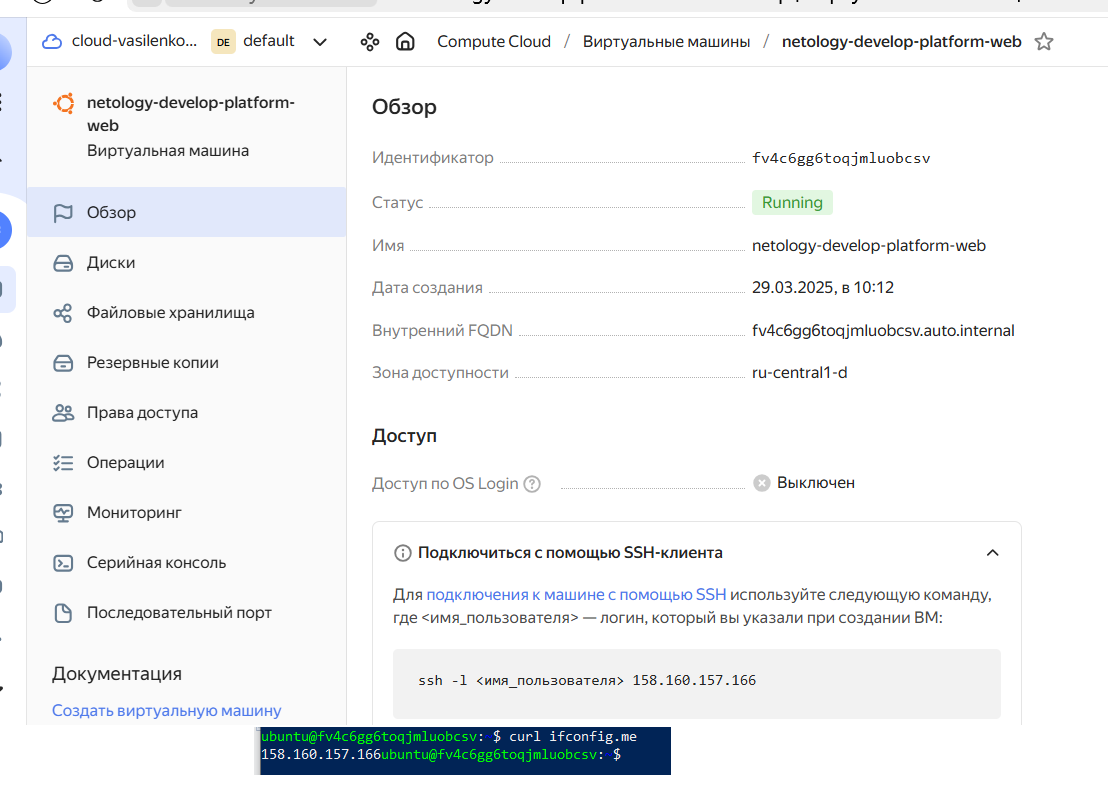 cloud-vasilenko... DE default Compute Cloud / Виртуальные машины / netology-develop-platform-web
netology-develop-platform-
web
Виртуальная машина
Обзор
Диски
Файловые хранилища
Резервные копии
Права доступа
Операции
Мониторинг
Серийная консоль
Последовательный порт
Документация
Создать виртуальную машину
Обзор
Идентификатор fv4c6gg6toqjmluobcsv
Статус Running
Имя netology-develop-platform-web
Дата создания 29.03.2025, в 10:12
Внутренний FQDN fv4c6gg6toqjmluobcsv.auto.internal
Зона доступности ru-central1-d
Доступ
Доступ по OS Login Выключен
Подключиться с помощью SSH-клиента
Для подключения к машине с помощью SSH используйте следующую команду,
где <имя_пользователя> — логин, который вы указали при создании ВМ:
ssh -l <имя_пользователя> 158.160.157.166
ubuntu@fv4c6gg6toqjmluobcsv: $ curl ifconfig.me
158.160.157.166ubuntu@fv4c6gg6toqjmluobcsv: $